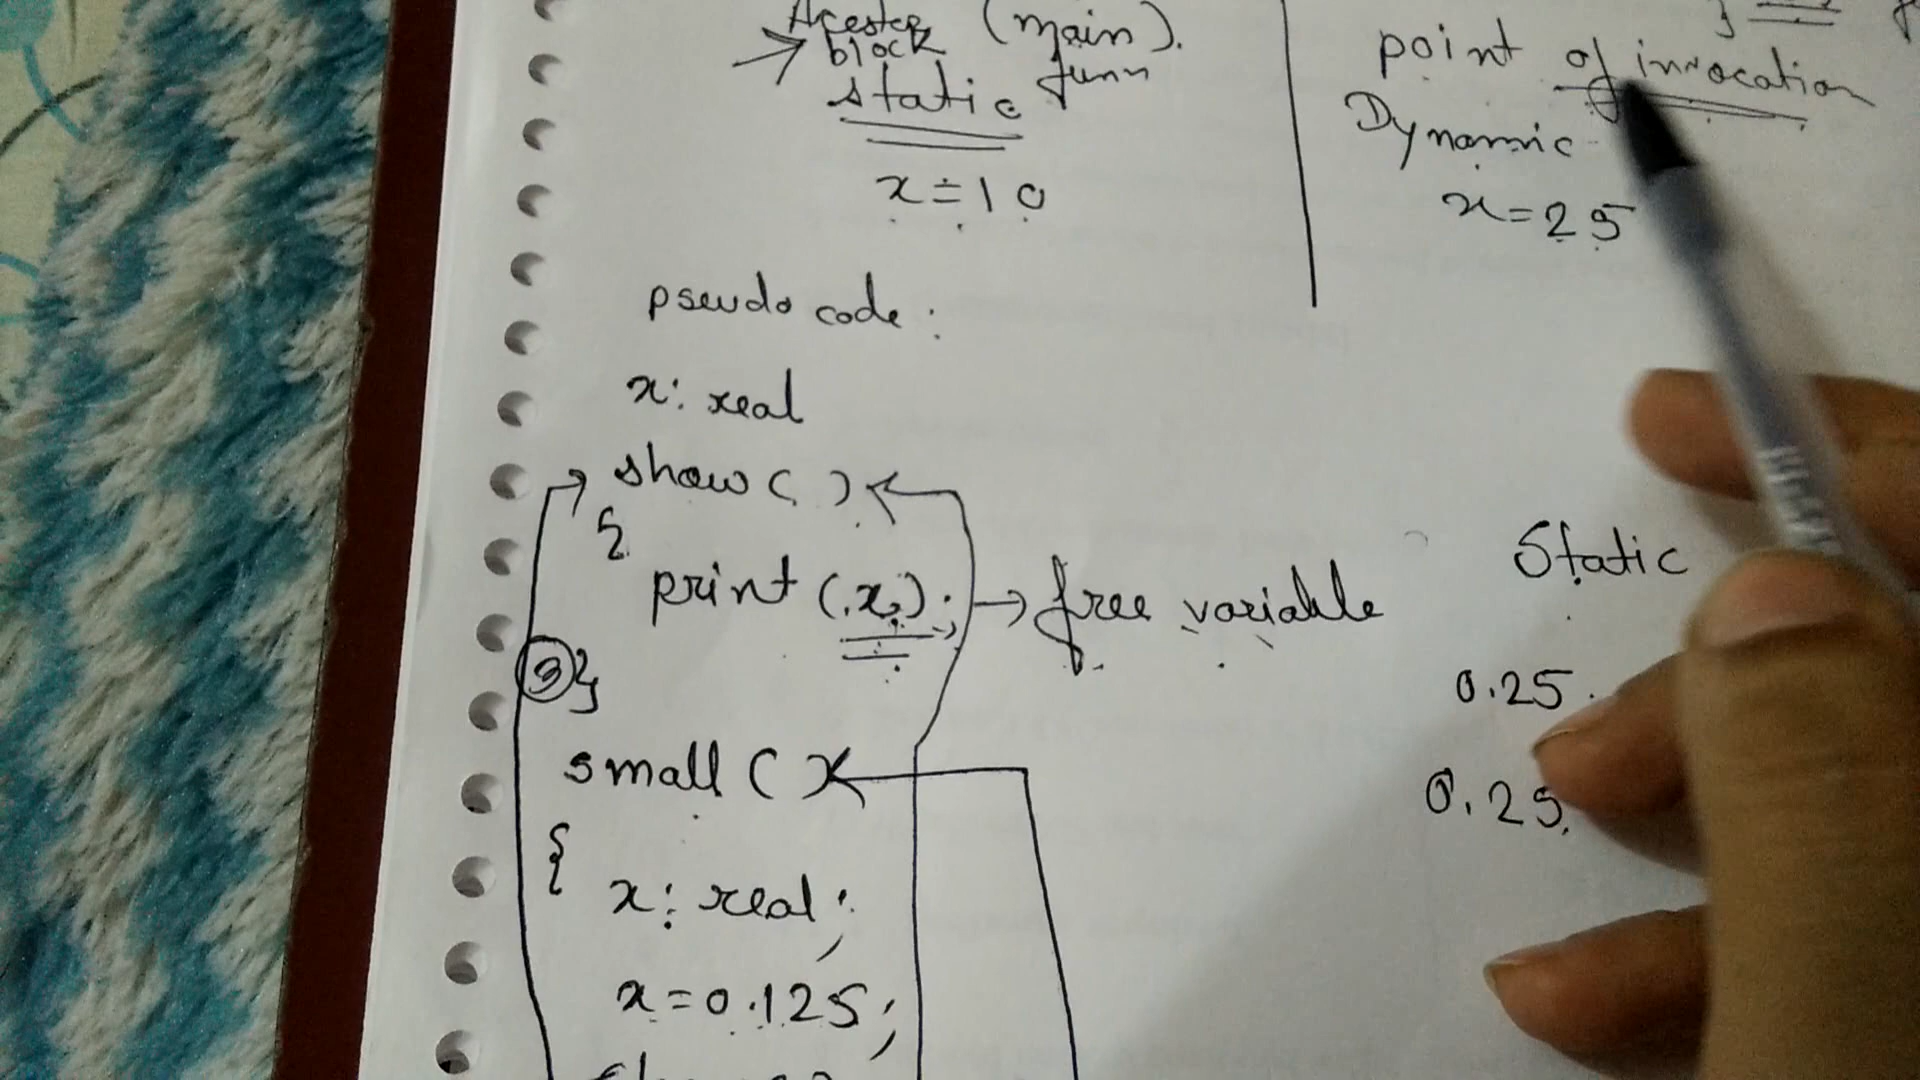 (main).
block
funn
static
x=10
}
point of invocation
Dynamic
x=25
pseudo code:
x: real
show ( )
{
print (x); → free variable
③ }
small ( )
{
x: real;
x=0.125;
Static
0.25
0.25